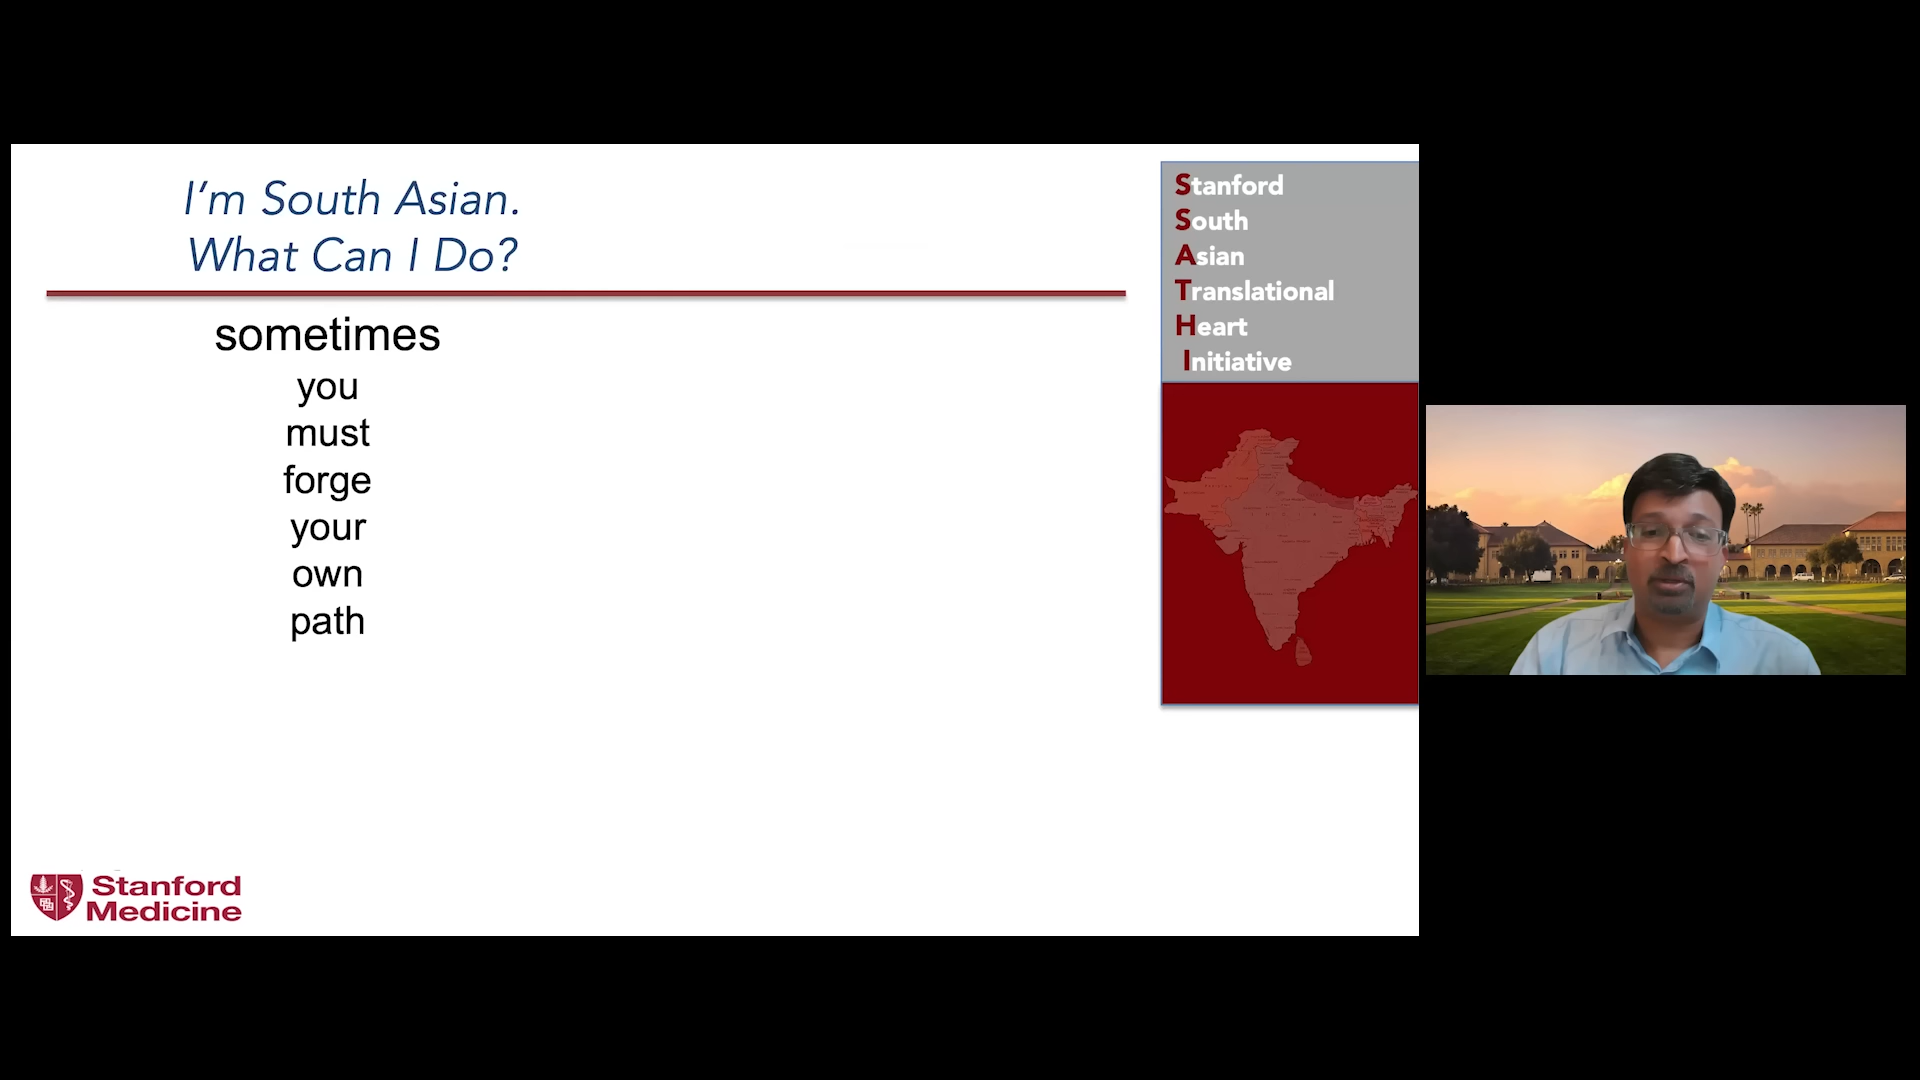 I'm South Asian.
What Can I Do?
sometimes
you
must
forge
your
own
path
Stanford
South
Asian
Translational
Heart
Initiative
Stanford
Medicine